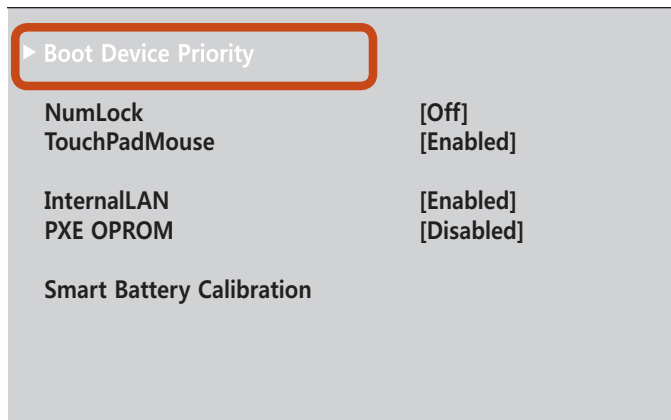 ▶ Boot Device Priority
NumLock [Off]
TouchPadMouse [Enabled]
InternalLAN [Enabled]
PXE OPROM [Disabled]
Smart Battery Calibration